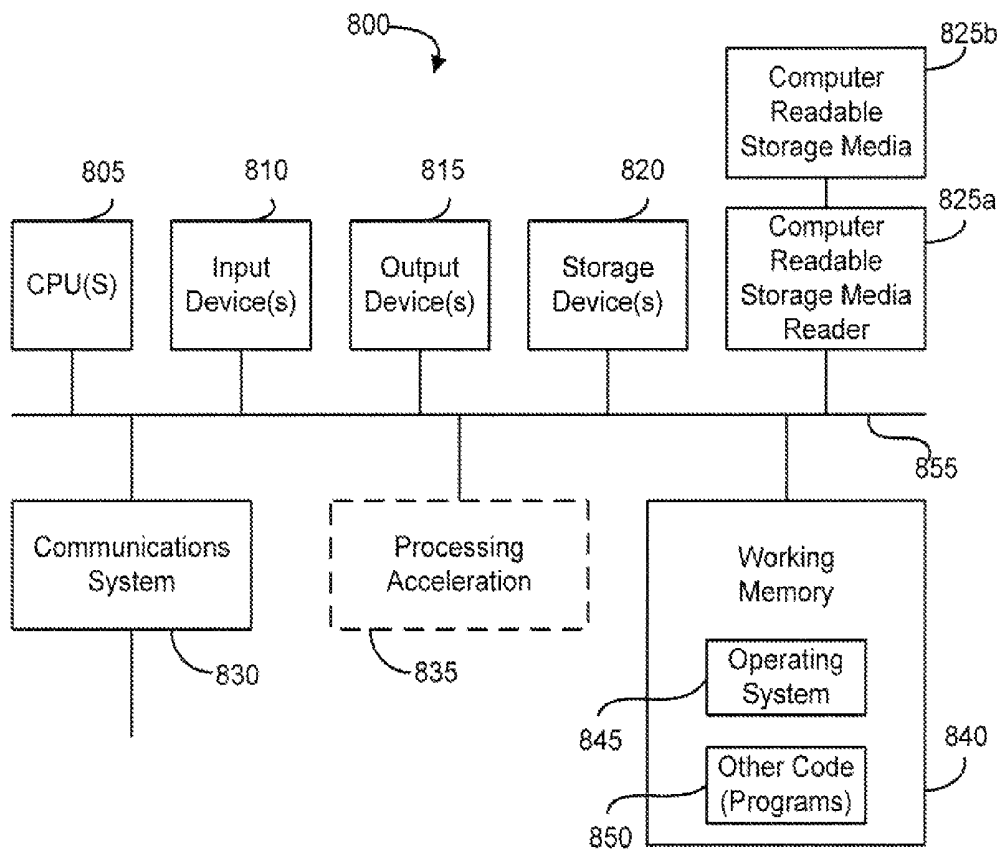 800
825b
Computer
Readable
Storage Media
805
810
815
820
825a
CPU(S)
Input
Device(s)
Output
Device(s)
Storage
Device(s)
Computer
Readable
Storage Media
Reader
855
Communications
System
830
Processing
Acceleration
835
Working
Memory
Operating
System
845
840
Other Code
(Programs)
850